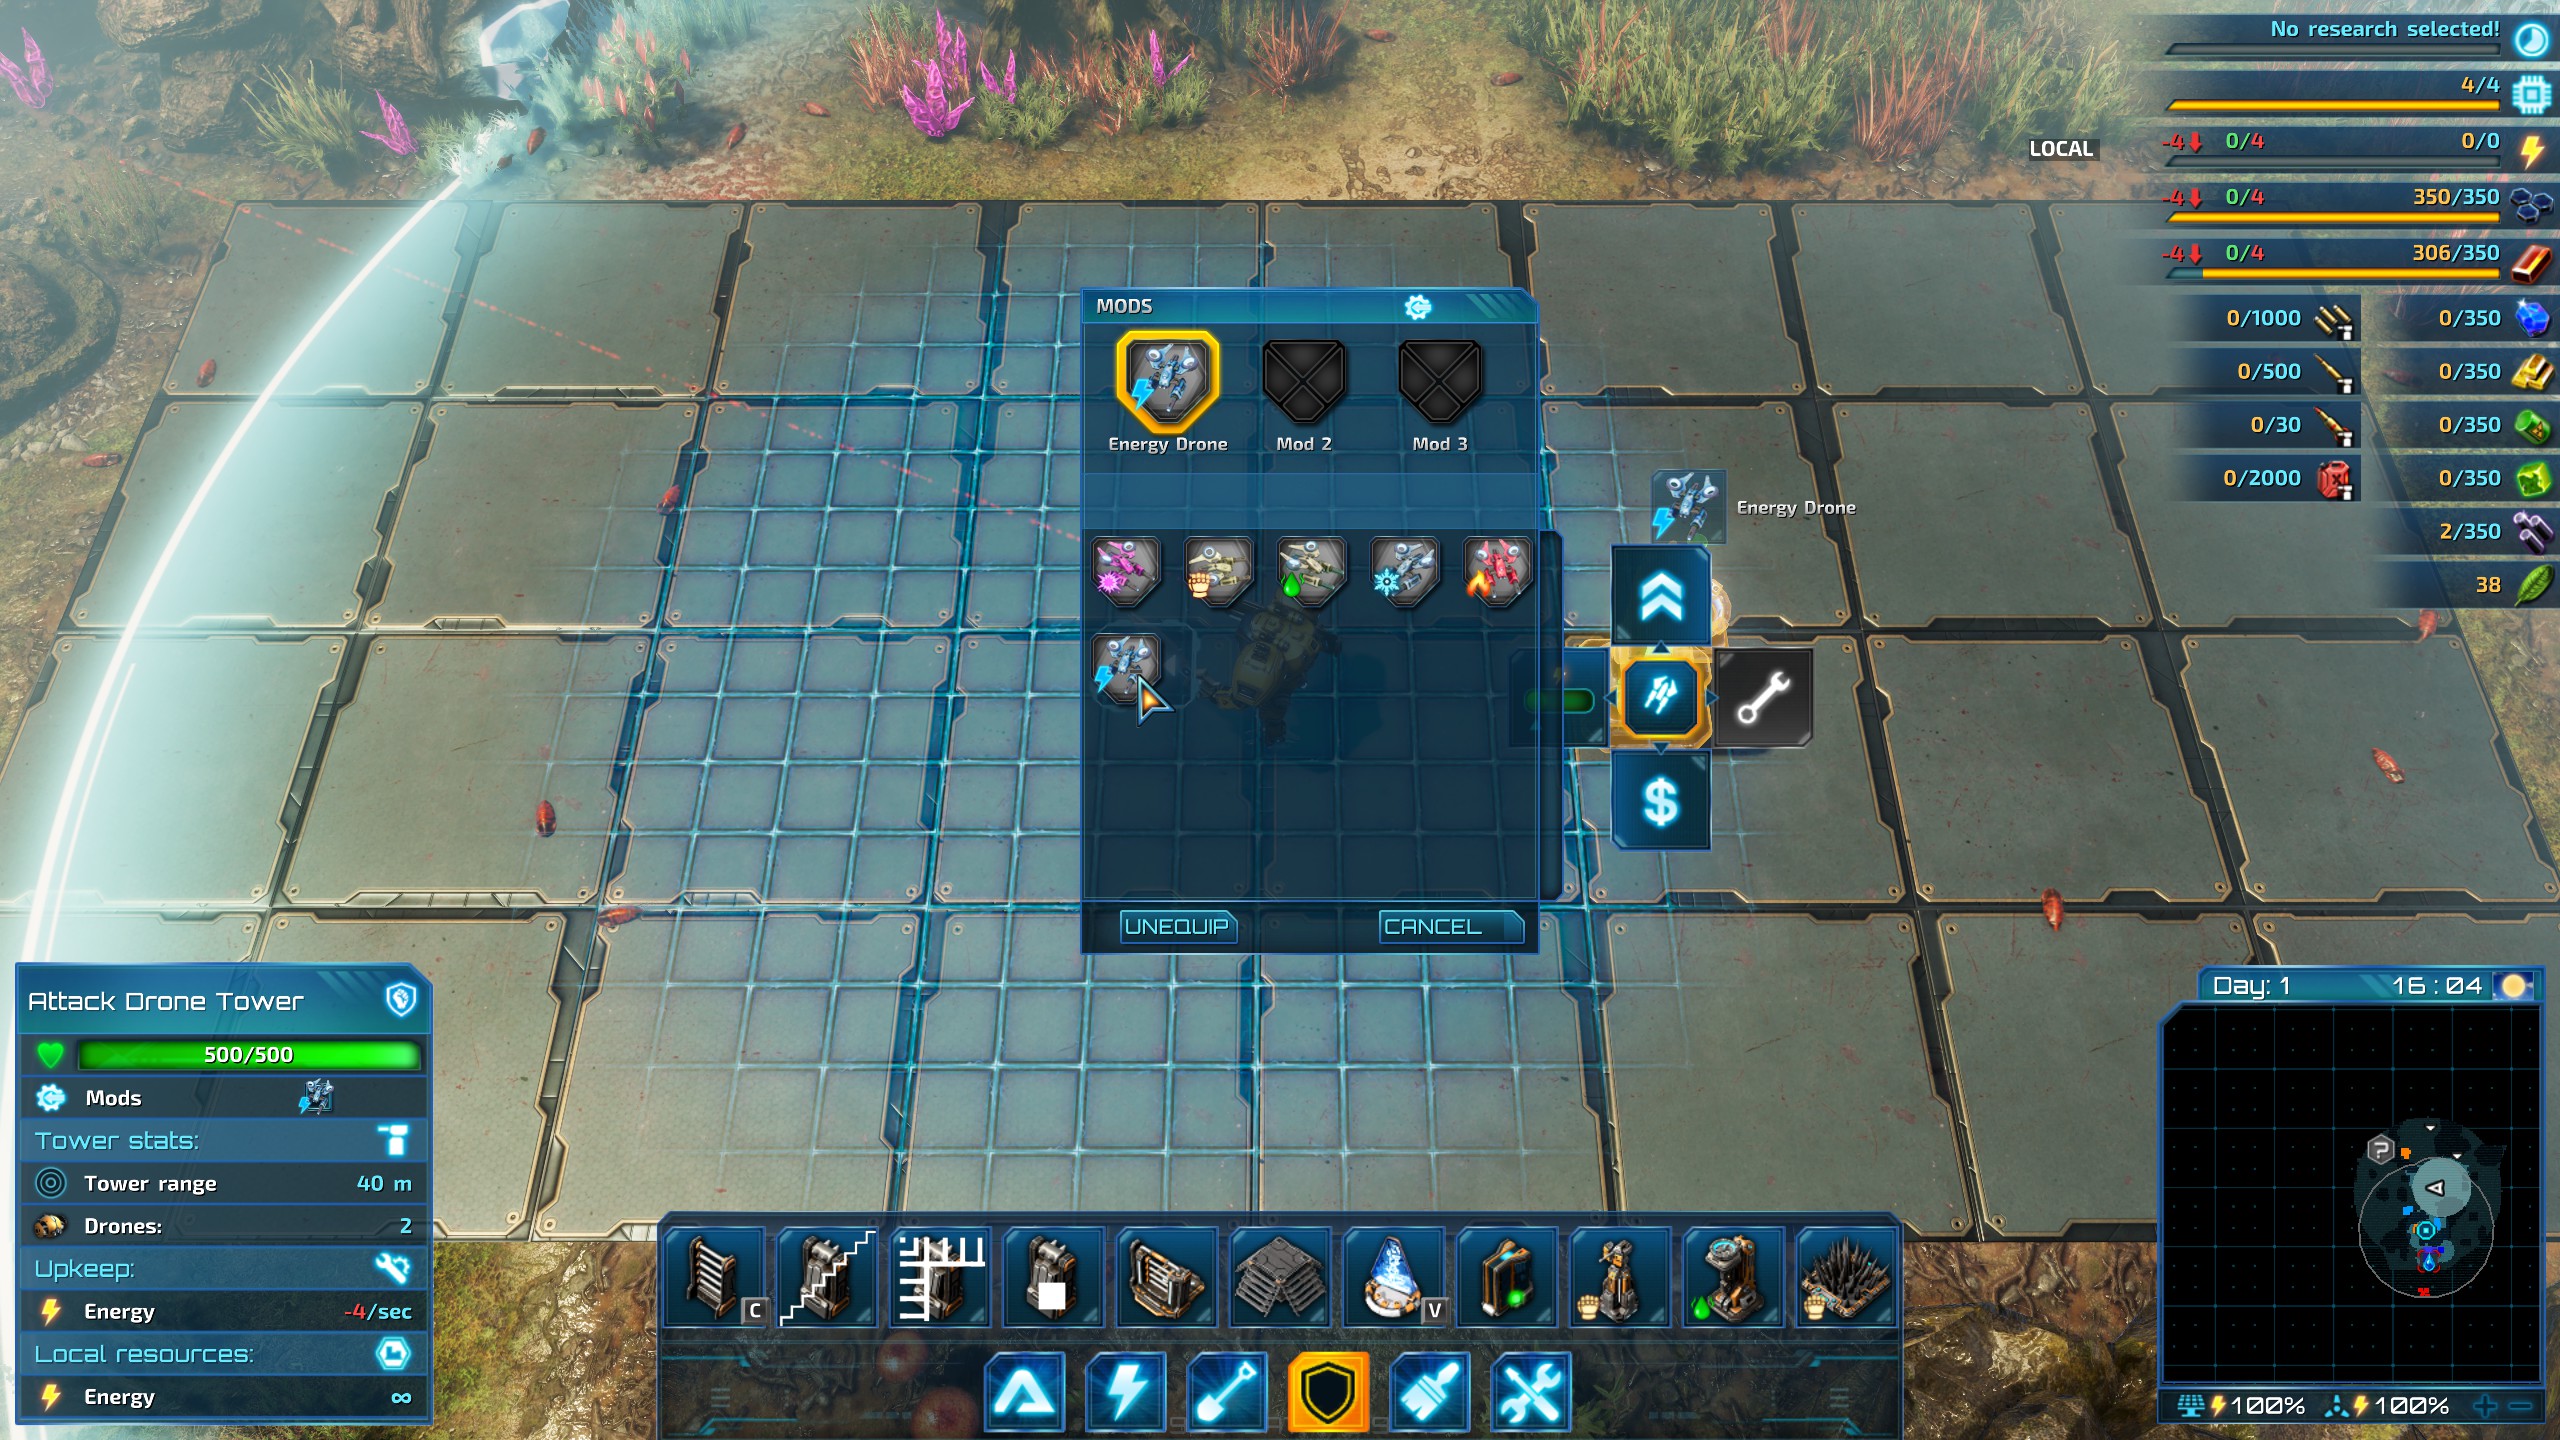 No research selected!
4/4
LOCAL
-4 0/4 0/0
-4 0/4 350/350
-4 0/4 306/350
0/1000 0/350
0/500 0/350
0/30 0/350
0/2000 0/350
2/350
38
MODS
Energy Drone Mod 2 Mod 3
Energy Drone
UNEQUIP CANCEL
Attack Drone Tower
500/500
Mods
Tower stats:
Tower range 40 m
Drones: 2
Upkeep:
Energy -4/sec
Local resources:
Energy ∞
C V
Day: 1 16:04
?
100% 100%